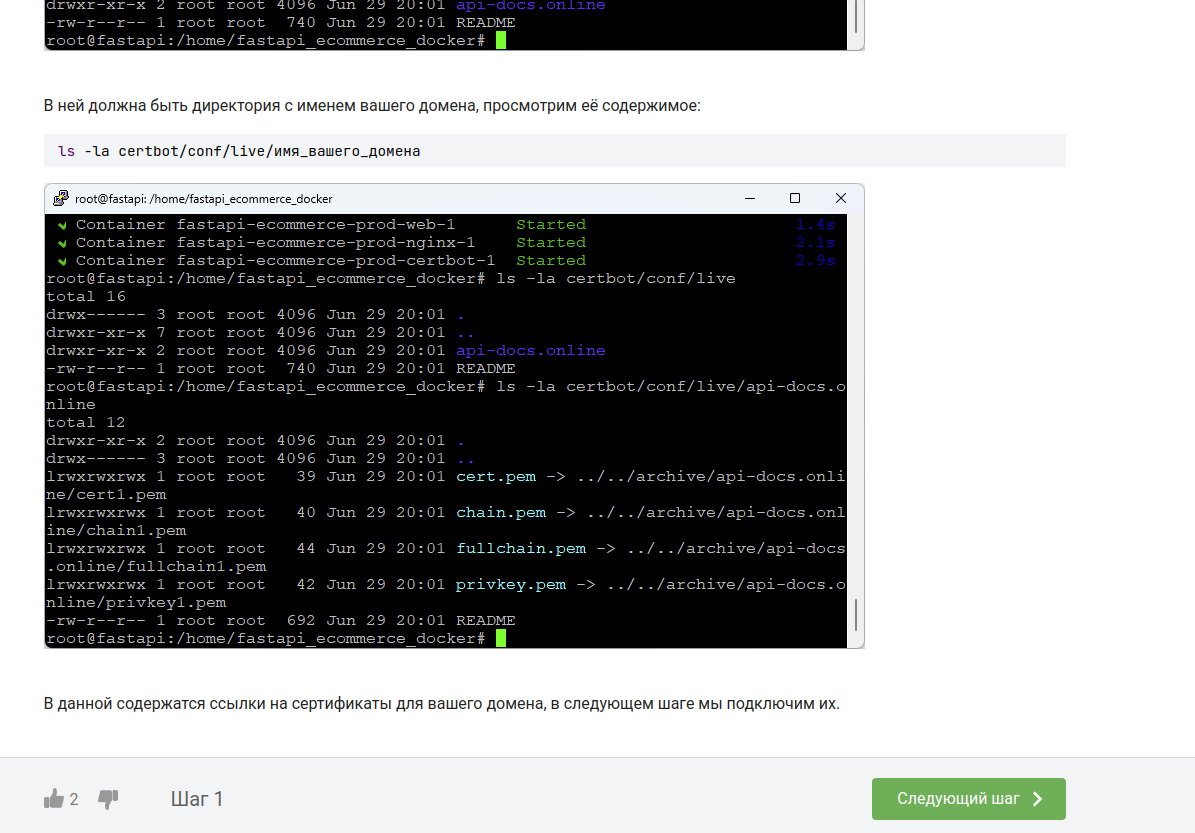 drwxr-xr-x 2 root root 4096 Jun 29 20:01 api-docs.online
-rw-r--r-- 1 root root  740 Jun 29 20:01 README
root@fastapi:/home/fastapi_ecommerce_docker#
В ней должна быть директория с именем вашего домена, просмотрим её содержимое:
ls -la certbot/conf/live/имя_вашего_домена
root@fastapi: /home/fastapi_ecommerce_docker
✔ Container fastapi-ecommerce-prod-web-1      Started      1.4s
✔ Container fastapi-ecommerce-prod-nginx-1    Started      2.1s
✔ Container fastapi-ecommerce-prod-certbot-1  Started      2.9s
root@fastapi:/home/fastapi_ecommerce_docker# ls -la certbot/conf/live
total 16
drwx------ 3 root root 4096 Jun 29 20:01 .
drwxr-xr-x 7 root root 4096 Jun 29 20:01 ..
drwxr-xr-x 2 root root 4096 Jun 29 20:01 api-docs.online
-rw-r--r-- 1 root root  740 Jun 29 20:01 README
root@fastapi:/home/fastapi_ecommerce_docker# ls -la certbot/conf/live/api-docs.o
nline
total 12
drwxr-xr-x 2 root root 4096 Jun 29 20:01 .
drwx------ 3 root root 4096 Jun 29 20:01 ..
lrwxrwxrwx 1 root root   39 Jun 29 20:01 cert.pem -> ../../archive/api-docs.onli
ne/cert1.pem
lrwxrwxrwx 1 root root   40 Jun 29 20:01 chain.pem -> ../../archive/api-docs.onl
ine/chain1.pem
lrwxrwxrwx 1 root root   44 Jun 29 20:01 fullchain.pem -> ../../archive/api-docs
.online/fullchain1.pem
lrwxrwxrwx 1 root root   42 Jun 29 20:01 privkey.pem -> ../../archive/api-docs.o
nline/privkey1.pem
-rw-r--r-- 1 root root  692 Jun 29 20:01 README
root@fastapi:/home/fastapi_ecommerce_docker#
В данной содержатся ссылки на сертификаты для вашего домена, в следующем шаге мы подключим их.
2
Шаг 1
Следующий шаг